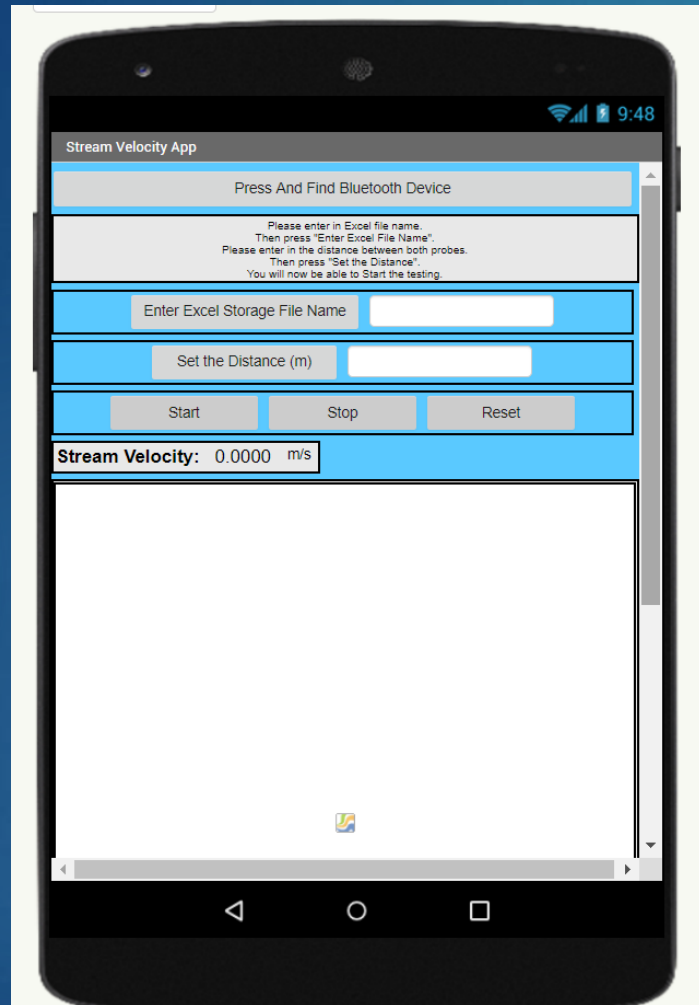 9:48
Stream Velocity App
Press And Find Bluetooth Device
Please enter in Excel file name.
Then press "Enter Excel File Name".
Please enter in the distance between both probes.
Then press "Set the Distance".
You will now be able to Start the testing.
Enter Excel Storage File Name
Set the Distance (m)
Start Stop Reset
Stream Velocity: 0.0000 m/s